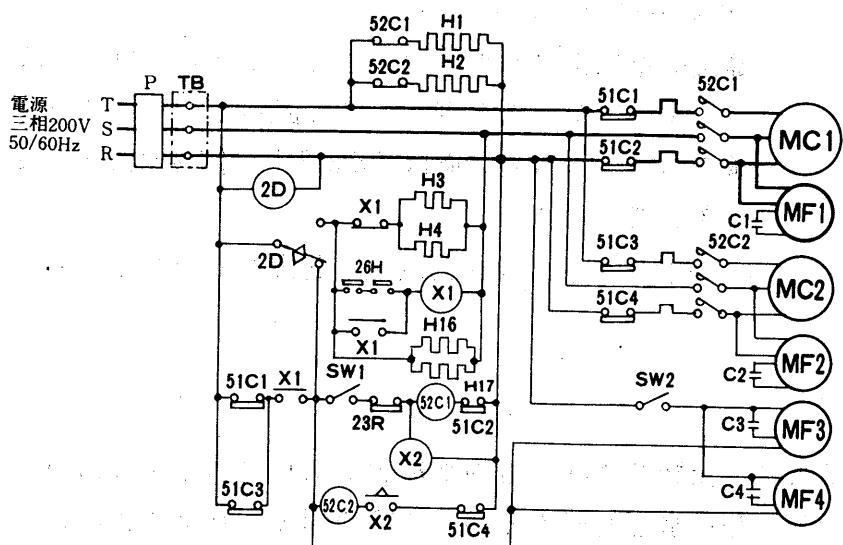 52C1 H1
52C2 H2
P TB
電源
三相200V
50/60Hz
T
S
R
51C1 52C1
MC1
51C2
2D
X1 H3
H4
C1 MF1
2D
26H
X1
51C3 52C2
MC2
51C4
X1
H16
C2 MF2
51C1 X1 SW1
52C1 H17
23R 51C2
SW2
C3 MF3
X2
51C3
52C2 X2 51C4
C4 MF4